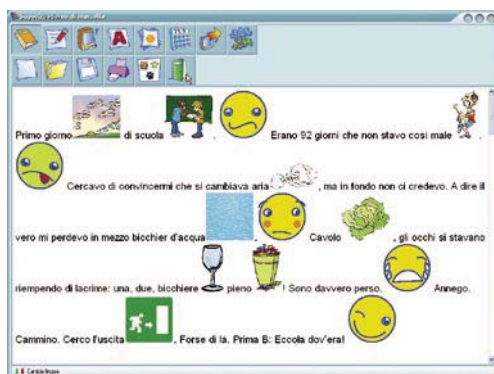 Primo giorno di scuola . Erano 92 giorni che non stavo così male
Cercavo di convincermi che si cambiava aria , ma in fondo non ci credevo. A dire il
vero mi perdevo in mezzo bicchier d'acqua . Cavolo , gli occhi si stavano
riempendo di lacrime: una, due, bicchiere pieno ! Sono davvero perso. Annego.
Cammino. Cerco l'uscita . Forse di là. Prima B: Eccola dov'era!
Cambia lingua